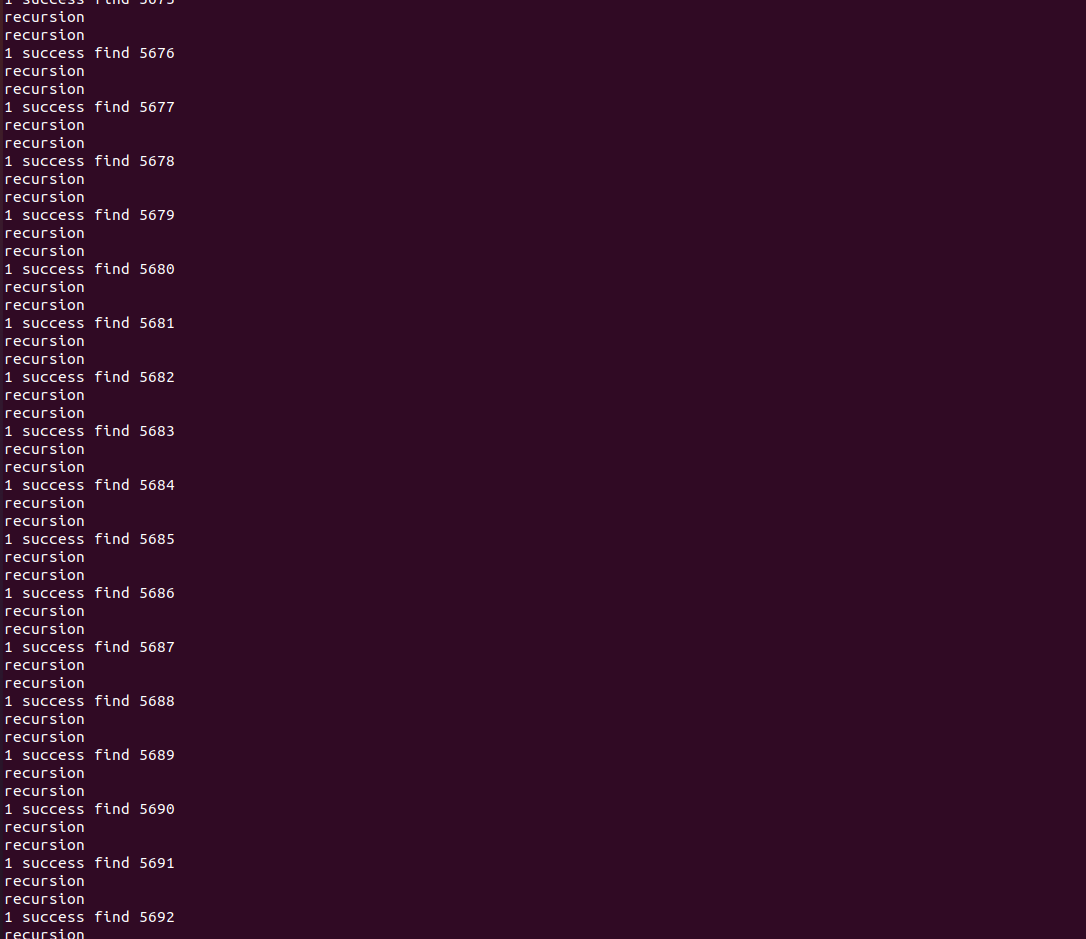 1 success find 5675
recursion
recursion
1 success find 5676
recursion
recursion
1 success find 5677
recursion
recursion
1 success find 5678
recursion
recursion
1 success find 5679
recursion
recursion
1 success find 5680
recursion
recursion
1 success find 5681
recursion
recursion
1 success find 5682
recursion
recursion
1 success find 5683
recursion
recursion
1 success find 5684
recursion
recursion
1 success find 5685
recursion
recursion
1 success find 5686
recursion
recursion
1 success find 5687
recursion
recursion
1 success find 5688
recursion
recursion
1 success find 5689
recursion
recursion
1 success find 5690
recursion
recursion
1 success find 5691
recursion
recursion
1 success find 5692
recursion